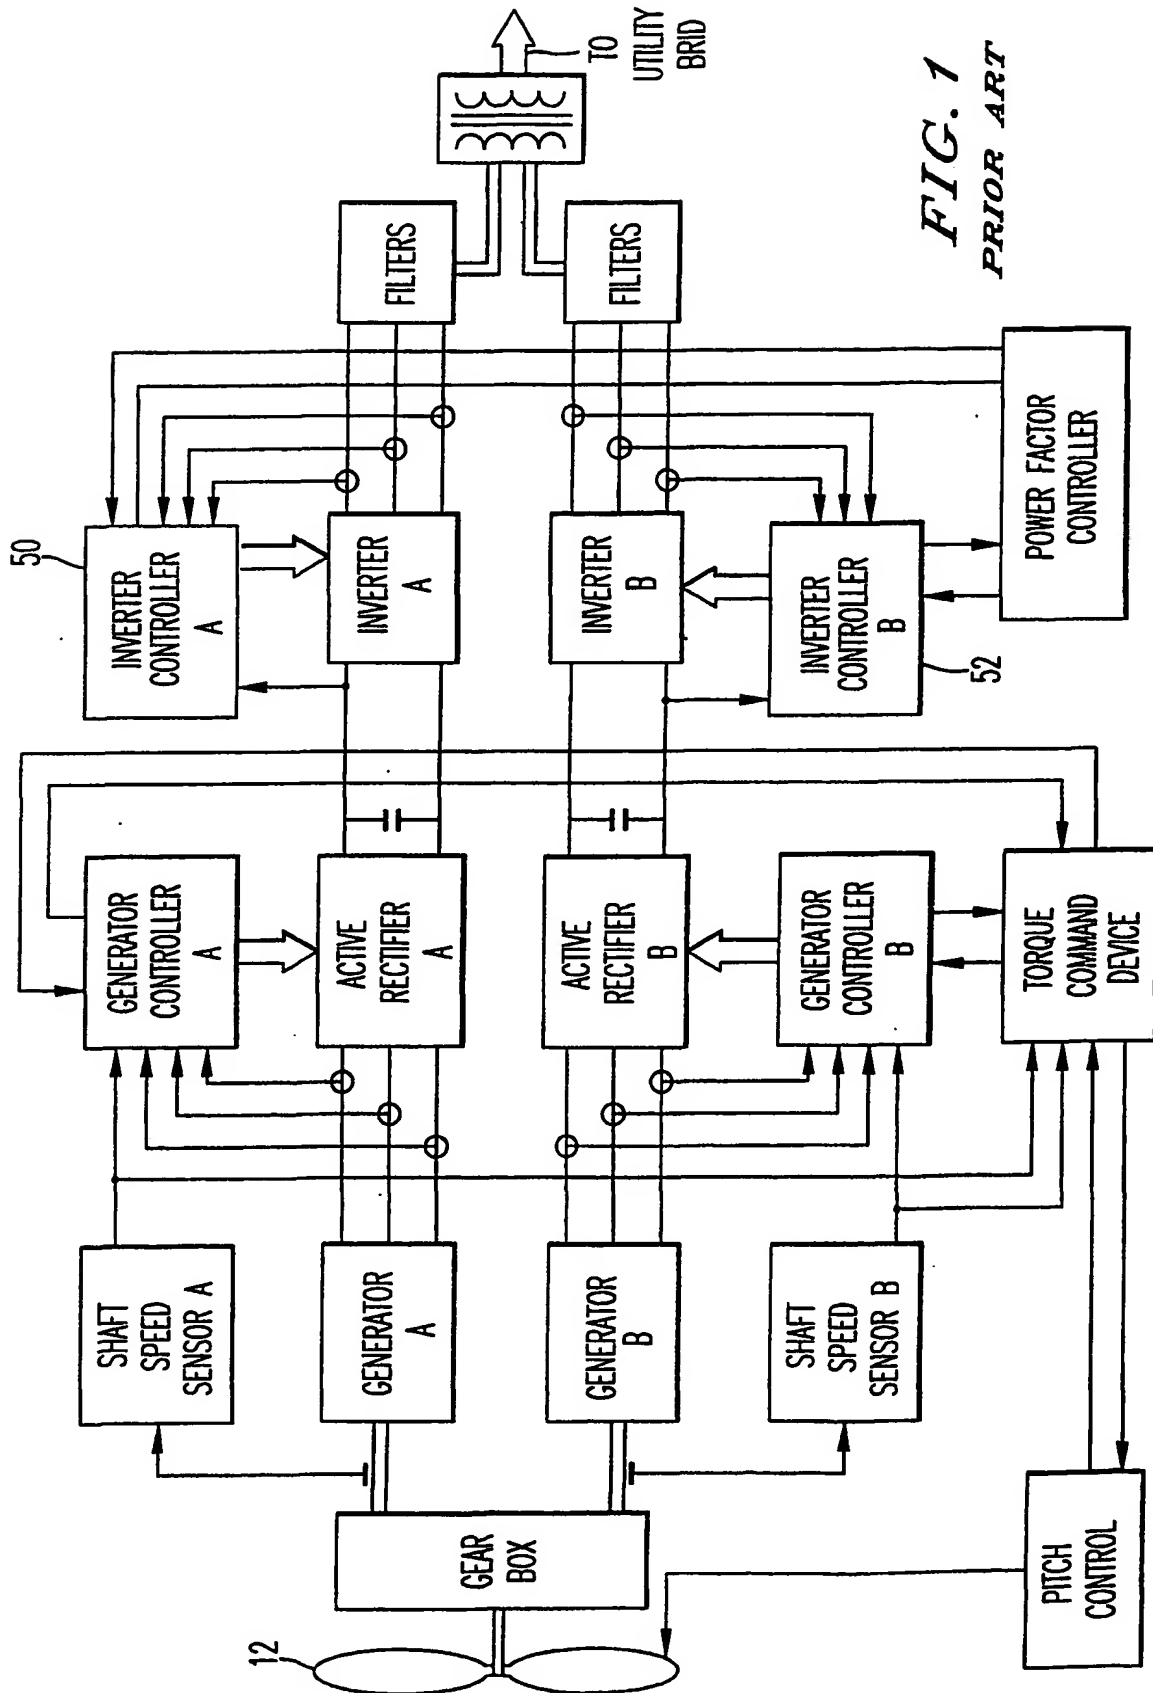 12
GEAR
BOX
PITCH
CONTROL
SHAFT
SPEED
SENSOR A
GENERATOR
A
GENERATOR
B
SHAFT
SPEED
SENSOR B
GENERATOR
CONTROLLER
A
ACTIVE
RECTIFIER
A
ACTIVE
RECTIFIER
B
GENERATOR
CONTROLLER
B
TORQUE
COMMAND
DEVICE
50
INVERTER
CONTROLLER
A
INVERTER
A
INVERTER
B
INVERTER
CONTROLLER
B
52
POWER FACTOR
CONTROLLER
FILTERS
FILTERS
TO
UTILITY
BRID
FIG. 1
PRIOR ART